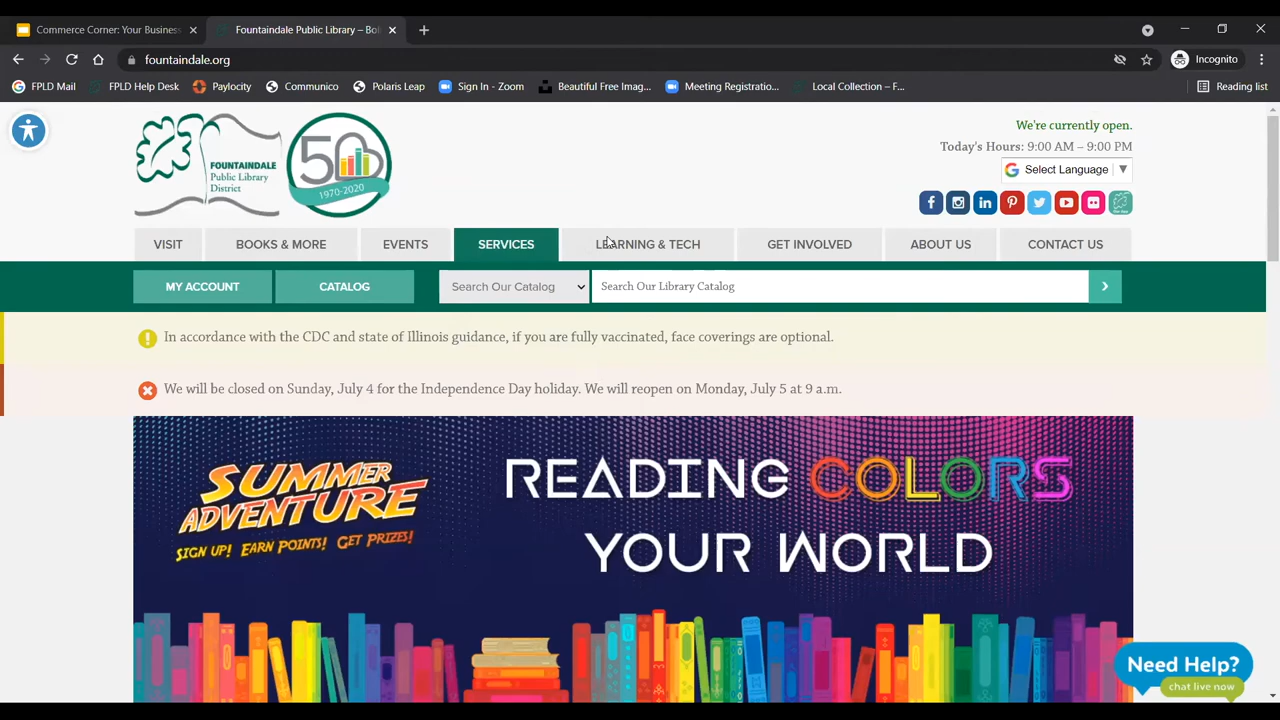 Commerce Corner: Your Business
Fountaindale Public Library – Boli
fountaindale.org
Incognito
FPLD Mail
FPLD Help Desk
Paylocity
Communico
Polaris Leap
Sign In - Zoom
Beautiful Free Imag...
Meeting Registratio...
Local Collection – F...
Reading list
FOUNTAINDALE
Public Library
District
50
1970-2020
We're currently open.
Today's Hours: 9:00 AM – 9:00 PM
Select Language
VISIT
BOOKS & MORE
EVENTS
SERVICES
LEARNING & TECH
GET INVOLVED
ABOUT US
CONTACT US
MY ACCOUNT
CATALOG
Search Our Catalog
Search Our Library Catalog
In accordance with the CDC and state of Illinois guidance, if you are fully vaccinated, face coverings are optional.
We will be closed on Sunday, July 4 for the Independence Day holiday. We will reopen on Monday, July 5 at 9 a.m.
SUMMER
ADVENTURE
SIGN UP! EARN POINTS! GET PRIZES!
READING COLORS
YOUR WORLD
Need Help?
chat live now